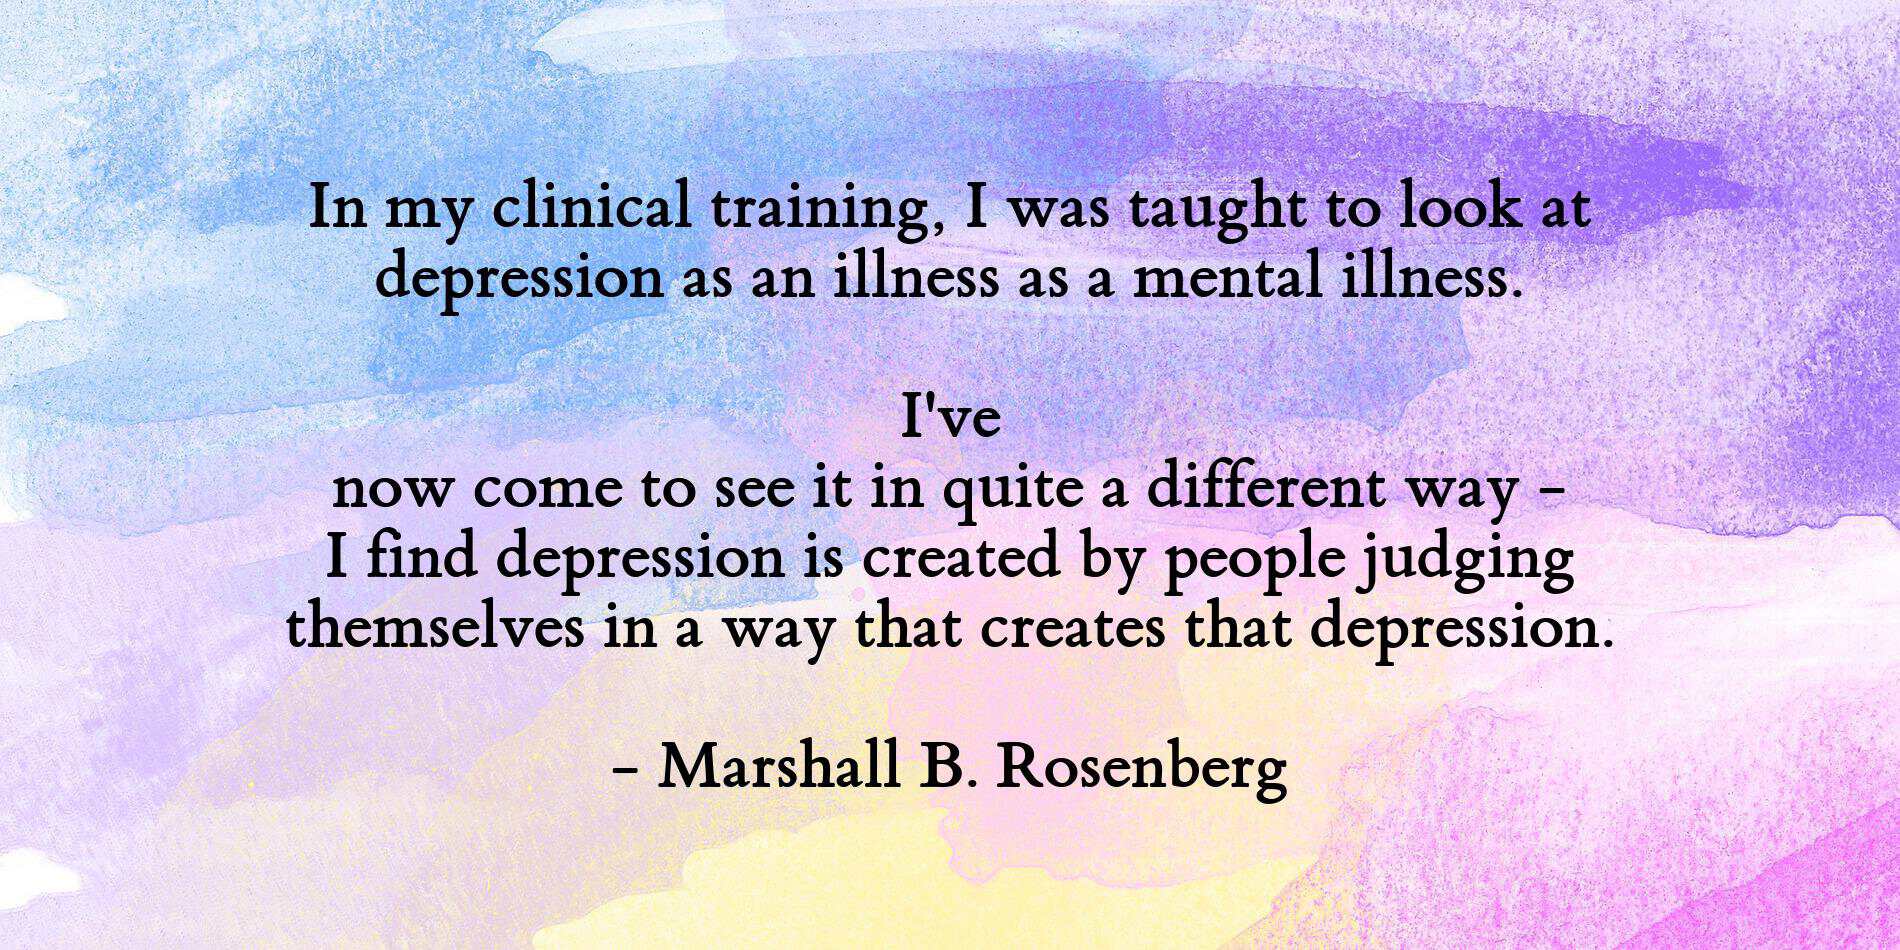 In my clinical training, I was taught to look at
depression as an illness as a mental illness.
I've
now come to see it in quite a different way –
I find depression is created by people judging
themselves in a way that creates that depression.
– Marshall B. Rosenberg